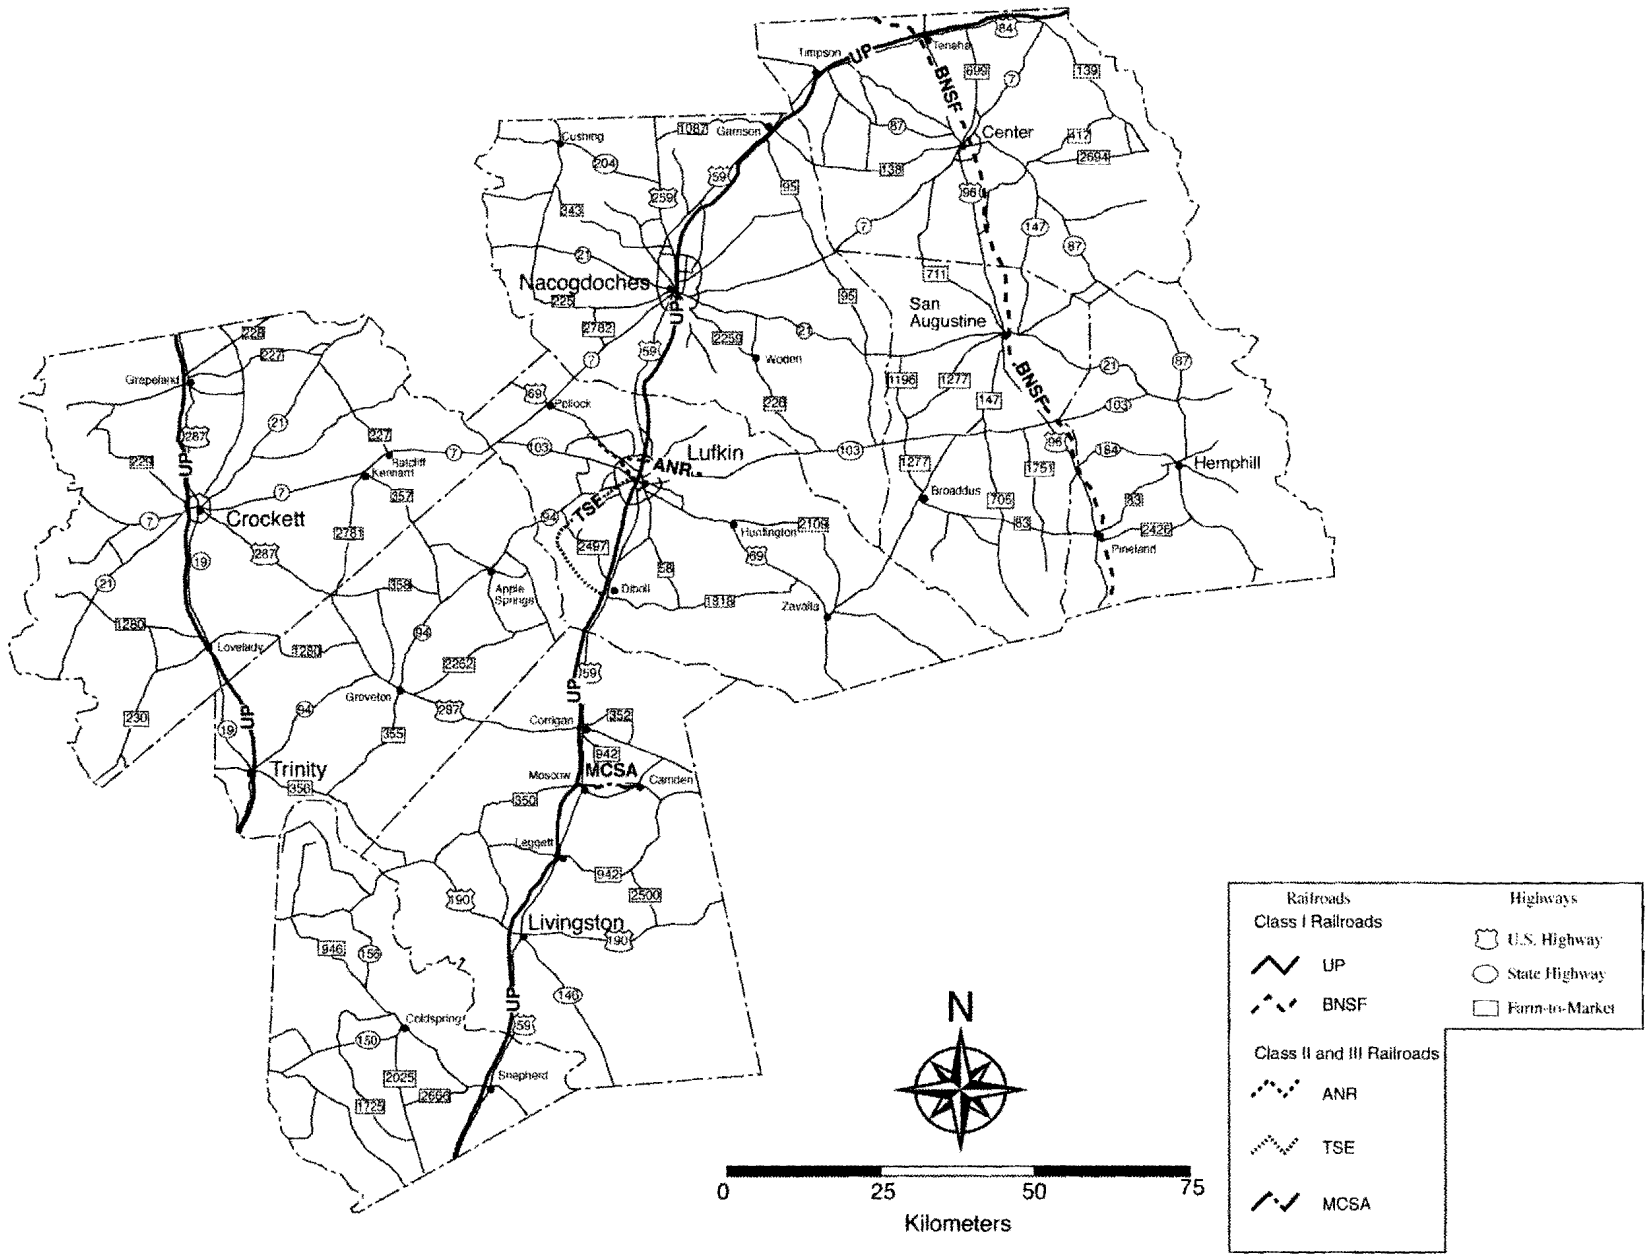 84
Timpson
UP
Tenaha
BNSF
699
7
139
Cushing
1087
Garrison
87
Center
417
204
138
2694
59
95
259
96
343
147
7
87
21
711
Nacogdoches
225
95
San
Augustine
UP
2782
2259
21
228
59
227
7
Woden
87
Grapeland
21
BNSF
1196
1277
69
147
Pollock
103
226
21
287
227
96
7
103
Lufkin
103
184
UP
229
Ratcliff
ANR
Hemphill
Kennard
1277
1751
7
357
Broaddus
83
TSE
705
7
Crockett
94
2109
83
2426
2781
Huntington
287
2497
69
Pineland
19
58
21
358
Apple
Springs
Diboll
1818
Zavalla
1280
94
Lovelady
1280
2262
59
UP
Groveton
94
287
230
UP
352
19
355
Corrigan
942
Trinity
Moscow
MCSA
Camden
356
350
Leggett
942
190
2500
Livingston
190
946
156
146
UP
59
Coldspring
150
2025
Shepherd
2666
1725
N
0
25
50
75
Kilometers
Railroads
Highways
Class I Railroads
U.S. Highway
UP
State Highway
BNSF
Farm-to-Market
Class II and III Railroads
ANR
TSE
MCSA